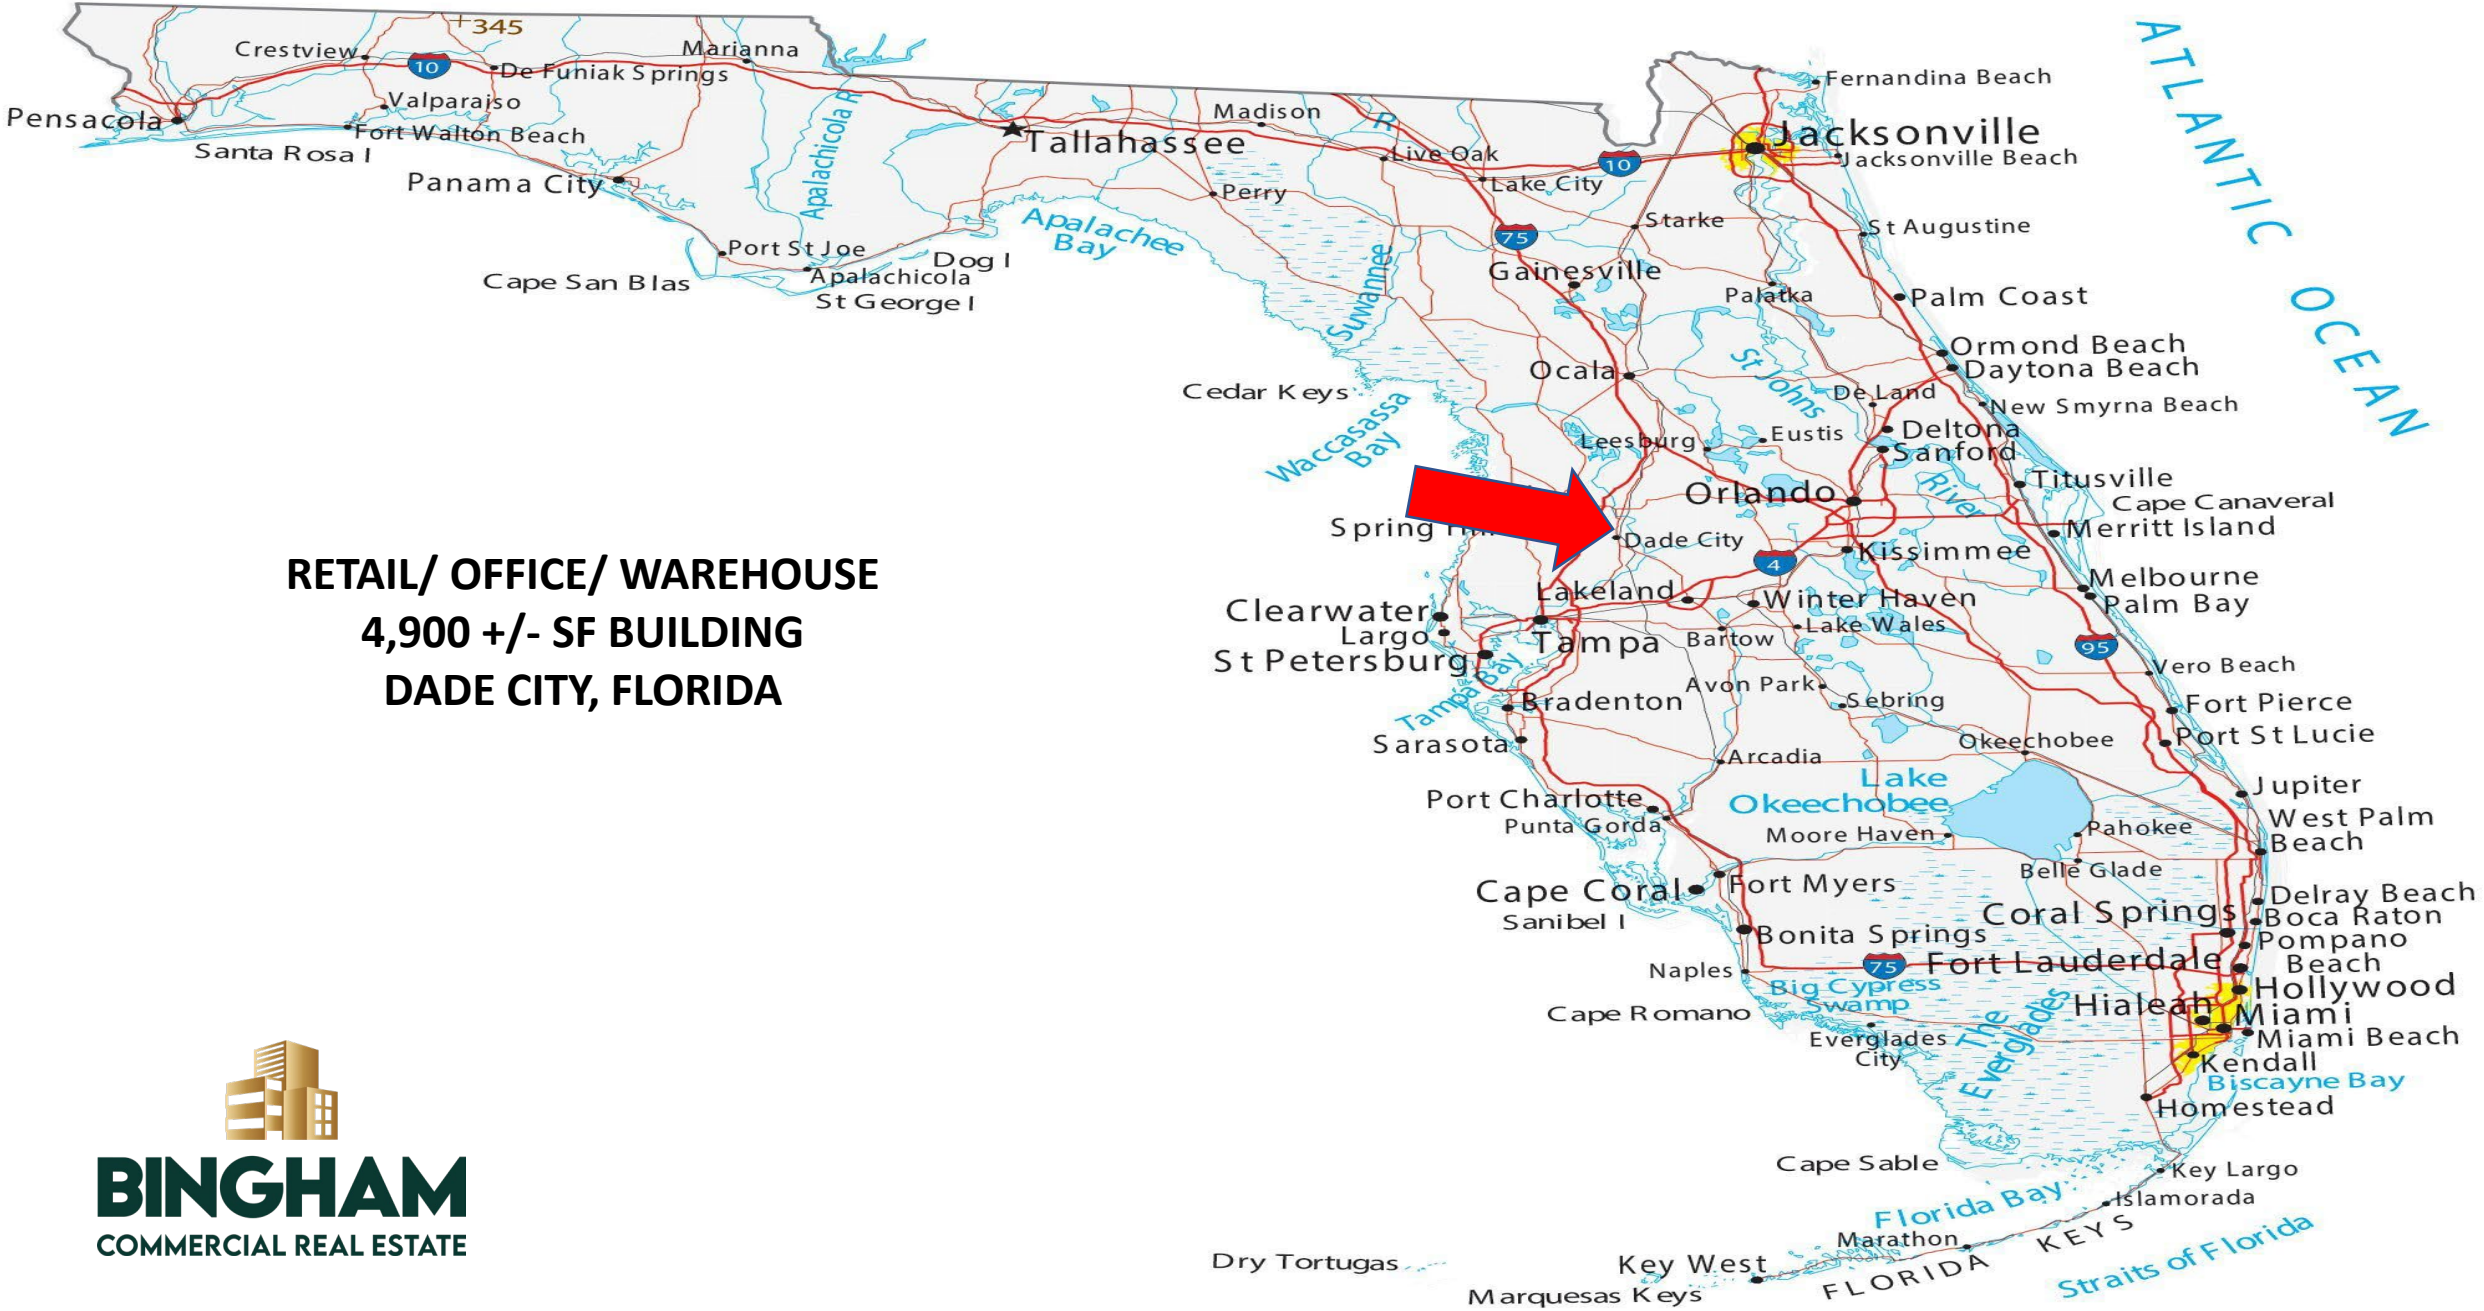 345
Crestview
10
Marianna
De Funiak Springs
Valparaiso
Pensacola
Fort Walton Beach
Santa Rosa I
Panama City
Apalachicola R
Tallahassee
Madison
R
Live Oak
10
Lake City
Perry
Fernandina Beach
Jacksonville
Jacksonville Beach
ATLANTIC OCEAN
Apalachee
Bay
Port St Joe
Dog I
Apalachicola
Cape San Blas
St George I
Starke
75
St Augustine
Gainesville
Suwannee
Palatka
Palm Coast
Ormond Beach
Daytona Beach
Ocala
St Johns
River
De Land
New Smyrna Beach
Cedar Keys
Waccasassa
Bay
Leesburg
Eustis
Deltona
Sanford
Titusville
Orlando
Cape Canaveral
Spring
Dade City
Merritt Island
4
Kissimmee
RETAIL/ OFFICE/ WAREHOUSE
4,900 +/- SF BUILDING
DADE CITY, FLORIDA
Lakeland
Winter Haven
Melbourne
Palm Bay
Clearwater
Largo
Tampa
Bartow
Lake Wales
St Petersburg
95
Vero Beach
Tampa Bay
Avon Park
Sebring
Bradenton
Fort Pierce
Sarasota
Okeechobee
Port St Lucie
Arcadia
Lake
Okeechobee
Jupiter
Port Charlotte
Punta Gorda
Moore Haven
Pahokee
West Palm
Beach
Belle Glade
Cape Coral
Fort Myers
Sanibel I
Delray Beach
Coral Springs
Boca Raton
Bonita Springs
Pompano
Beach
Naples
75
Fort Lauderdale
Big Cypress
Swamp
Hollywood
Hialeah
Miami
Cape Romano
Miami Beach
Everglades
City
The
Everglades
Kendall
Biscayne Bay
Homestead
Cape Sable
Key Largo
Florida Bay
Islamorada
Marathon
FLORIDA KEYS
Straits of Florida
Dry Tortugas
Key West
Marquesas Keys
BINGHAM
COMMERCIAL REAL ESTATE